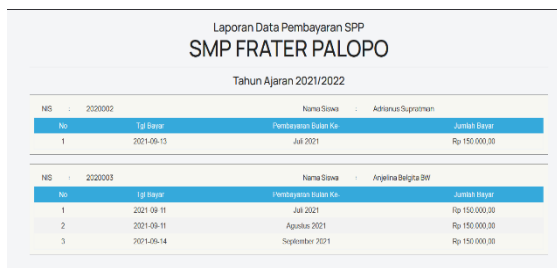 Laporan Data Pembayaran SPP
SMP FRATER PALOPO
Tahun Ajaran 2021/2022
NIS : 2020002 Nama Siswa : Adrianus Supratman
No Tgl Bayar Pembayaran Bulan Ke- Jumlah Bayar
1 2021-09-13 Juli 2021 Rp 150.000,00
NIS : 2020003 Nama Siswa : Anjelina Belgita BW
No Tgl Bayar Pembayaran Bulan Ke- Jumlah Bayar
1 2021-09-11 Juli 2021 Rp 150.000,00
2 2021-09-11 Agustus 2021 Rp 150.000,00
3 2021-09-14 September 2021 Rp 150.000,00